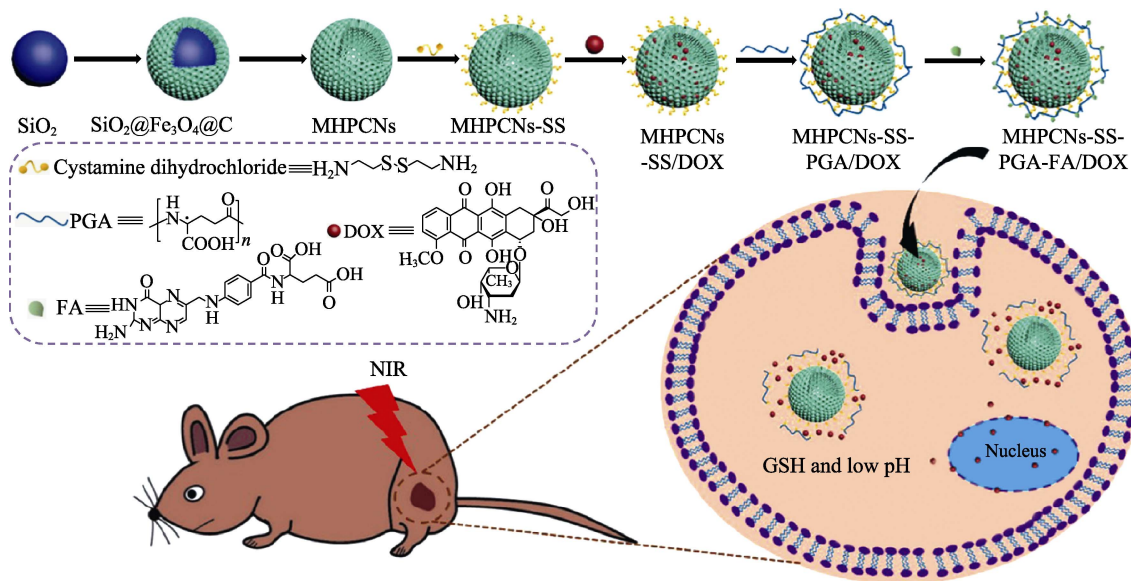 SiO₂
SiO₂@Fe₃O₄@C
MHPCNs
MHPCNs-SS
MHPCNs
-SS/DOX
MHPCNs-SS-
PGA/DOX
MHPCNs-SS-
PGA-FA/DOX
Cystamine dihydrochloride
H₂N
S
S
NH₂
PGA
H
N
O
COOH
n
DOX
O
OH
O
OH
OH
H₃CO
O
OH
O
O
CH₃
O
OH
NH₂
FA
O
HN
H₂N
N
N
N
N
H
O
N
H
COOH
O
OH
NIR
GSH and low pH
Nucleus